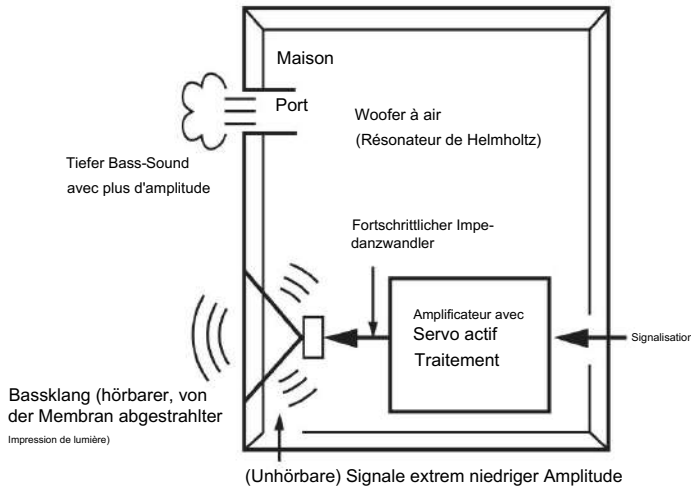 Maison
Port
Woofer à air
(Résonateur de Helmholtz)
Tiefer Bass-Sound
avec plus d'amplitude
Fortschrittlicher Impe-
danzwandler
Amplificateur avec
Servo actif
Traitement
Signalisation
Bassklang (hörbarer, von
der Membran abgestrahlter
Impression de lumière)
(Unhörbare) Signale extrem niedriger Amplitude